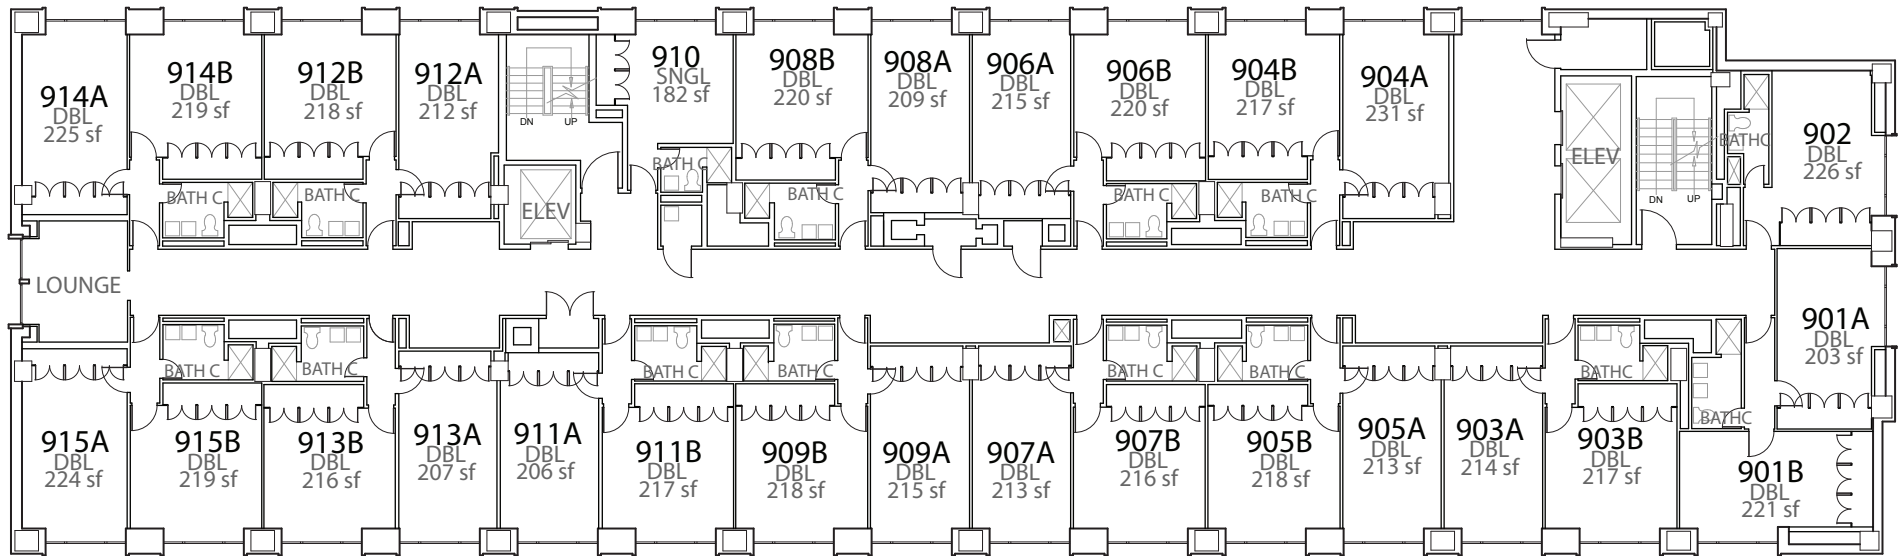 914A
DBL
225 sf
914B
DBL
219 sf
912B
DBL
218 sf
912A
DBL
212 sf
DN
UP
910
SNGL
182 sf
908B
DBL
220 sf
908A
DBL
209 sf
906A
DBL
215 sf
906B
DBL
220 sf
904B
DBL
217 sf
904A
DBL
231 sf
ELEV
DN
UP
BATHC
902
DBL
226 sf
BATH C
BATH C
ELEV
BATH C
BATH C
BATH C
BATH C
LOUNGE
901A
DBL
203 sf
BATH C
BATH C
BATH C
BATH C
BATH C
BATH C
BATHC
BATHC
915A
DBL
224 sf
915B
DBL
219 sf
913B
DBL
216 sf
913A
DBL
207 sf
911A
DBL
206 sf
911B
DBL
217 sf
909B
DBL
218 sf
909A
DBL
215 sf
907A
DBL
213 sf
907B
DBL
216 sf
905B
DBL
218 sf
905A
DBL
213 sf
903A
DBL
214 sf
903B
DBL
217 sf
901B
DBL
221 sf